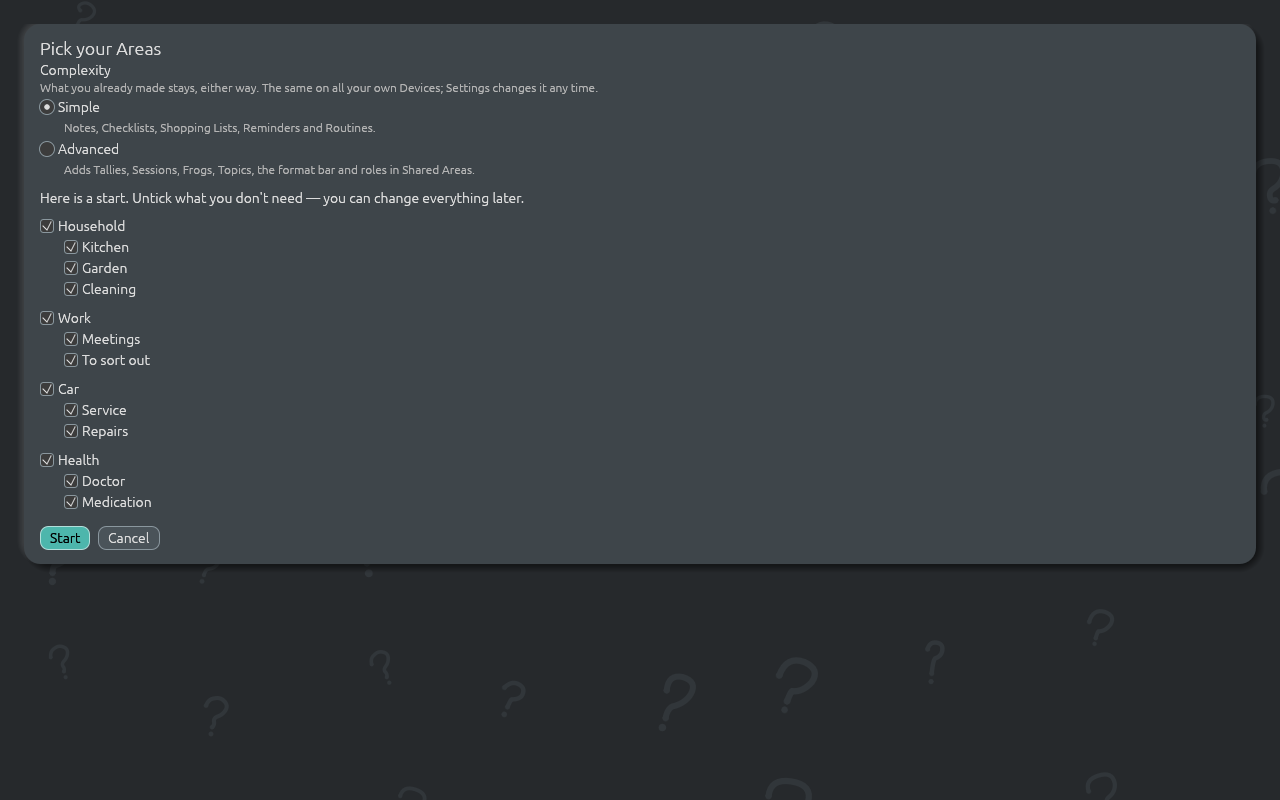 Pick your Areas
Complexity
What you already made stays, either way. The same on all your own Devices; Settings changes it any time.
Simple
Notes, Checklists, Shopping Lists, Reminders and Routines.
Advanced
Adds Tallies, Sessions, Frogs, Topics, the format bar and roles in Shared Areas.
Here is a start. Untick what you don't need — you can change everything later.
Household
Kitchen
Garden
Cleaning
Work
Meetings
To sort out
Car
Service
Repairs
Health
Doctor
Medication
Start Cancel